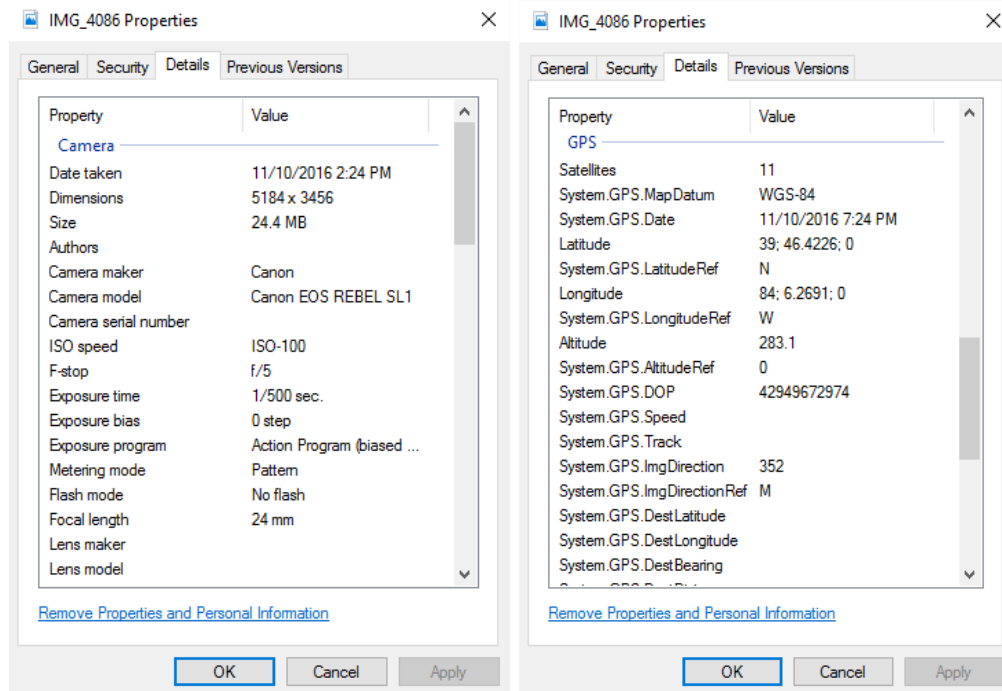 IMG_4086 Properties
General Security Details Previous Versions
Property Value
Camera
Date taken 11/10/2016 2:24 PM
Dimensions 5184 x 3456
Size 24.4 MB
Authors
Camera maker Canon
Camera model Canon EOS REBEL SL1
Camera serial number
ISO speed ISO-100
F-stop f/5
Exposure time 1/500 sec.
Exposure bias 0 step
Exposure program Action Program (biased ...
Metering mode Pattern
Flash mode No flash
Focal length 24 mm
Lens maker
Lens model
Remove Properties and Personal Information
OK Cancel Apply
IMG_4086 Properties
General Security Details Previous Versions
Property Value
GPS
Satellites 11
System.GPS.MapDatum WGS-84
System.GPS.Date 11/10/2016 7:24 PM
Latitude 39; 46.4226; 0
System.GPS.LatitudeRef N
Longitude 84; 6.2691; 0
System.GPS.LongitudeRef W
Altitude 283.1
System.GPS.AltitudeRef 0
System.GPS.DOP 42949672974
System.GPS.Speed
System.GPS.Track
System.GPS.ImgDirection 352
System.GPS.ImgDirectionRef M
System.GPS.DestLatitude
System.GPS.DestLongitude
System.GPS.DestBearing
Remove Properties and Personal Information
OK Cancel Apply